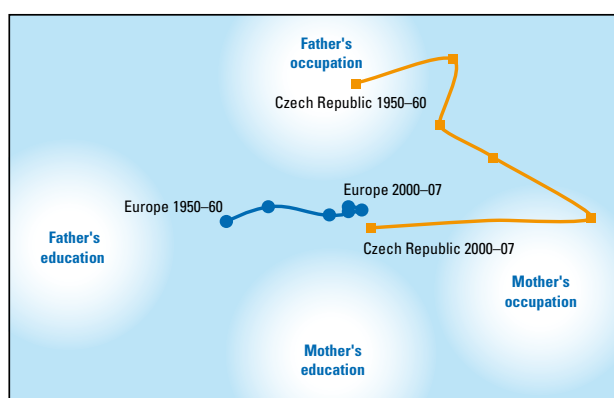 Father's
occupation
Czech Republic 1950–60
Europe 1950–60
Europe 2000–07
Father's
education
Czech Republic 2000–07
Mother's
occupation
Mother's
education